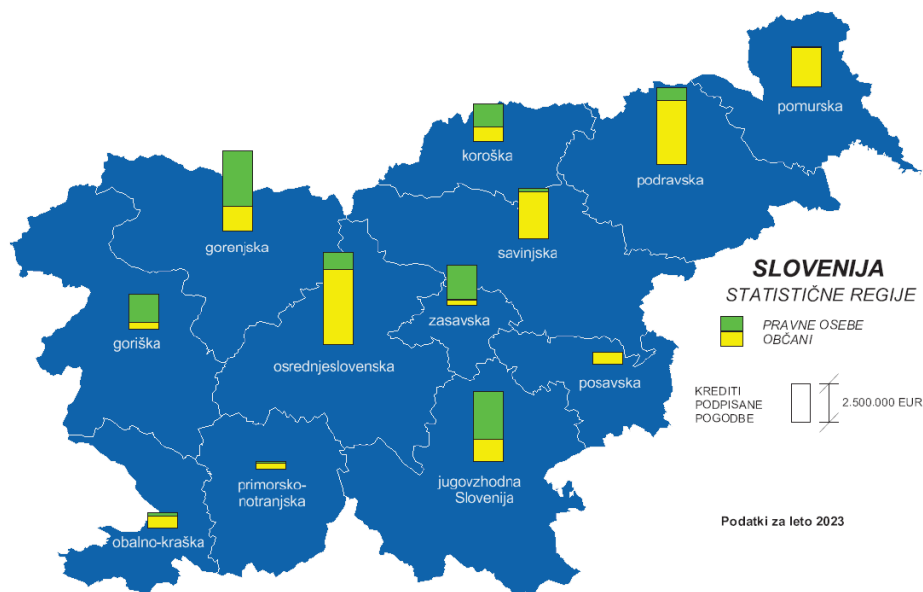 pomurska
koroška
podravska
gorenjska
savinjska
SLOVENIJA
STATISTIČNE REGIJE
PRAVNE OSEBE
OBČANI
zasavska
goriška
osrednjeslovenska
posavska
KREDITI
PODPISANE
POGODBE
2.500.000 EUR
primorsko-
notranjska
jugovzhodna
Slovenija
obalno-kraška
Podatki za leto 2023